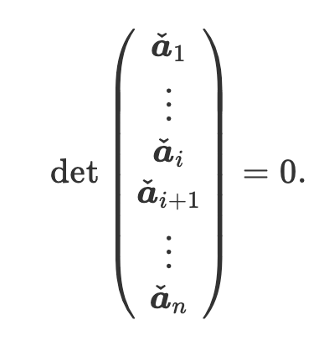 ǎ₁
⋮
ǎᵢ
det = 0.
ǎᵢ₊₁
⋮
ǎₙ